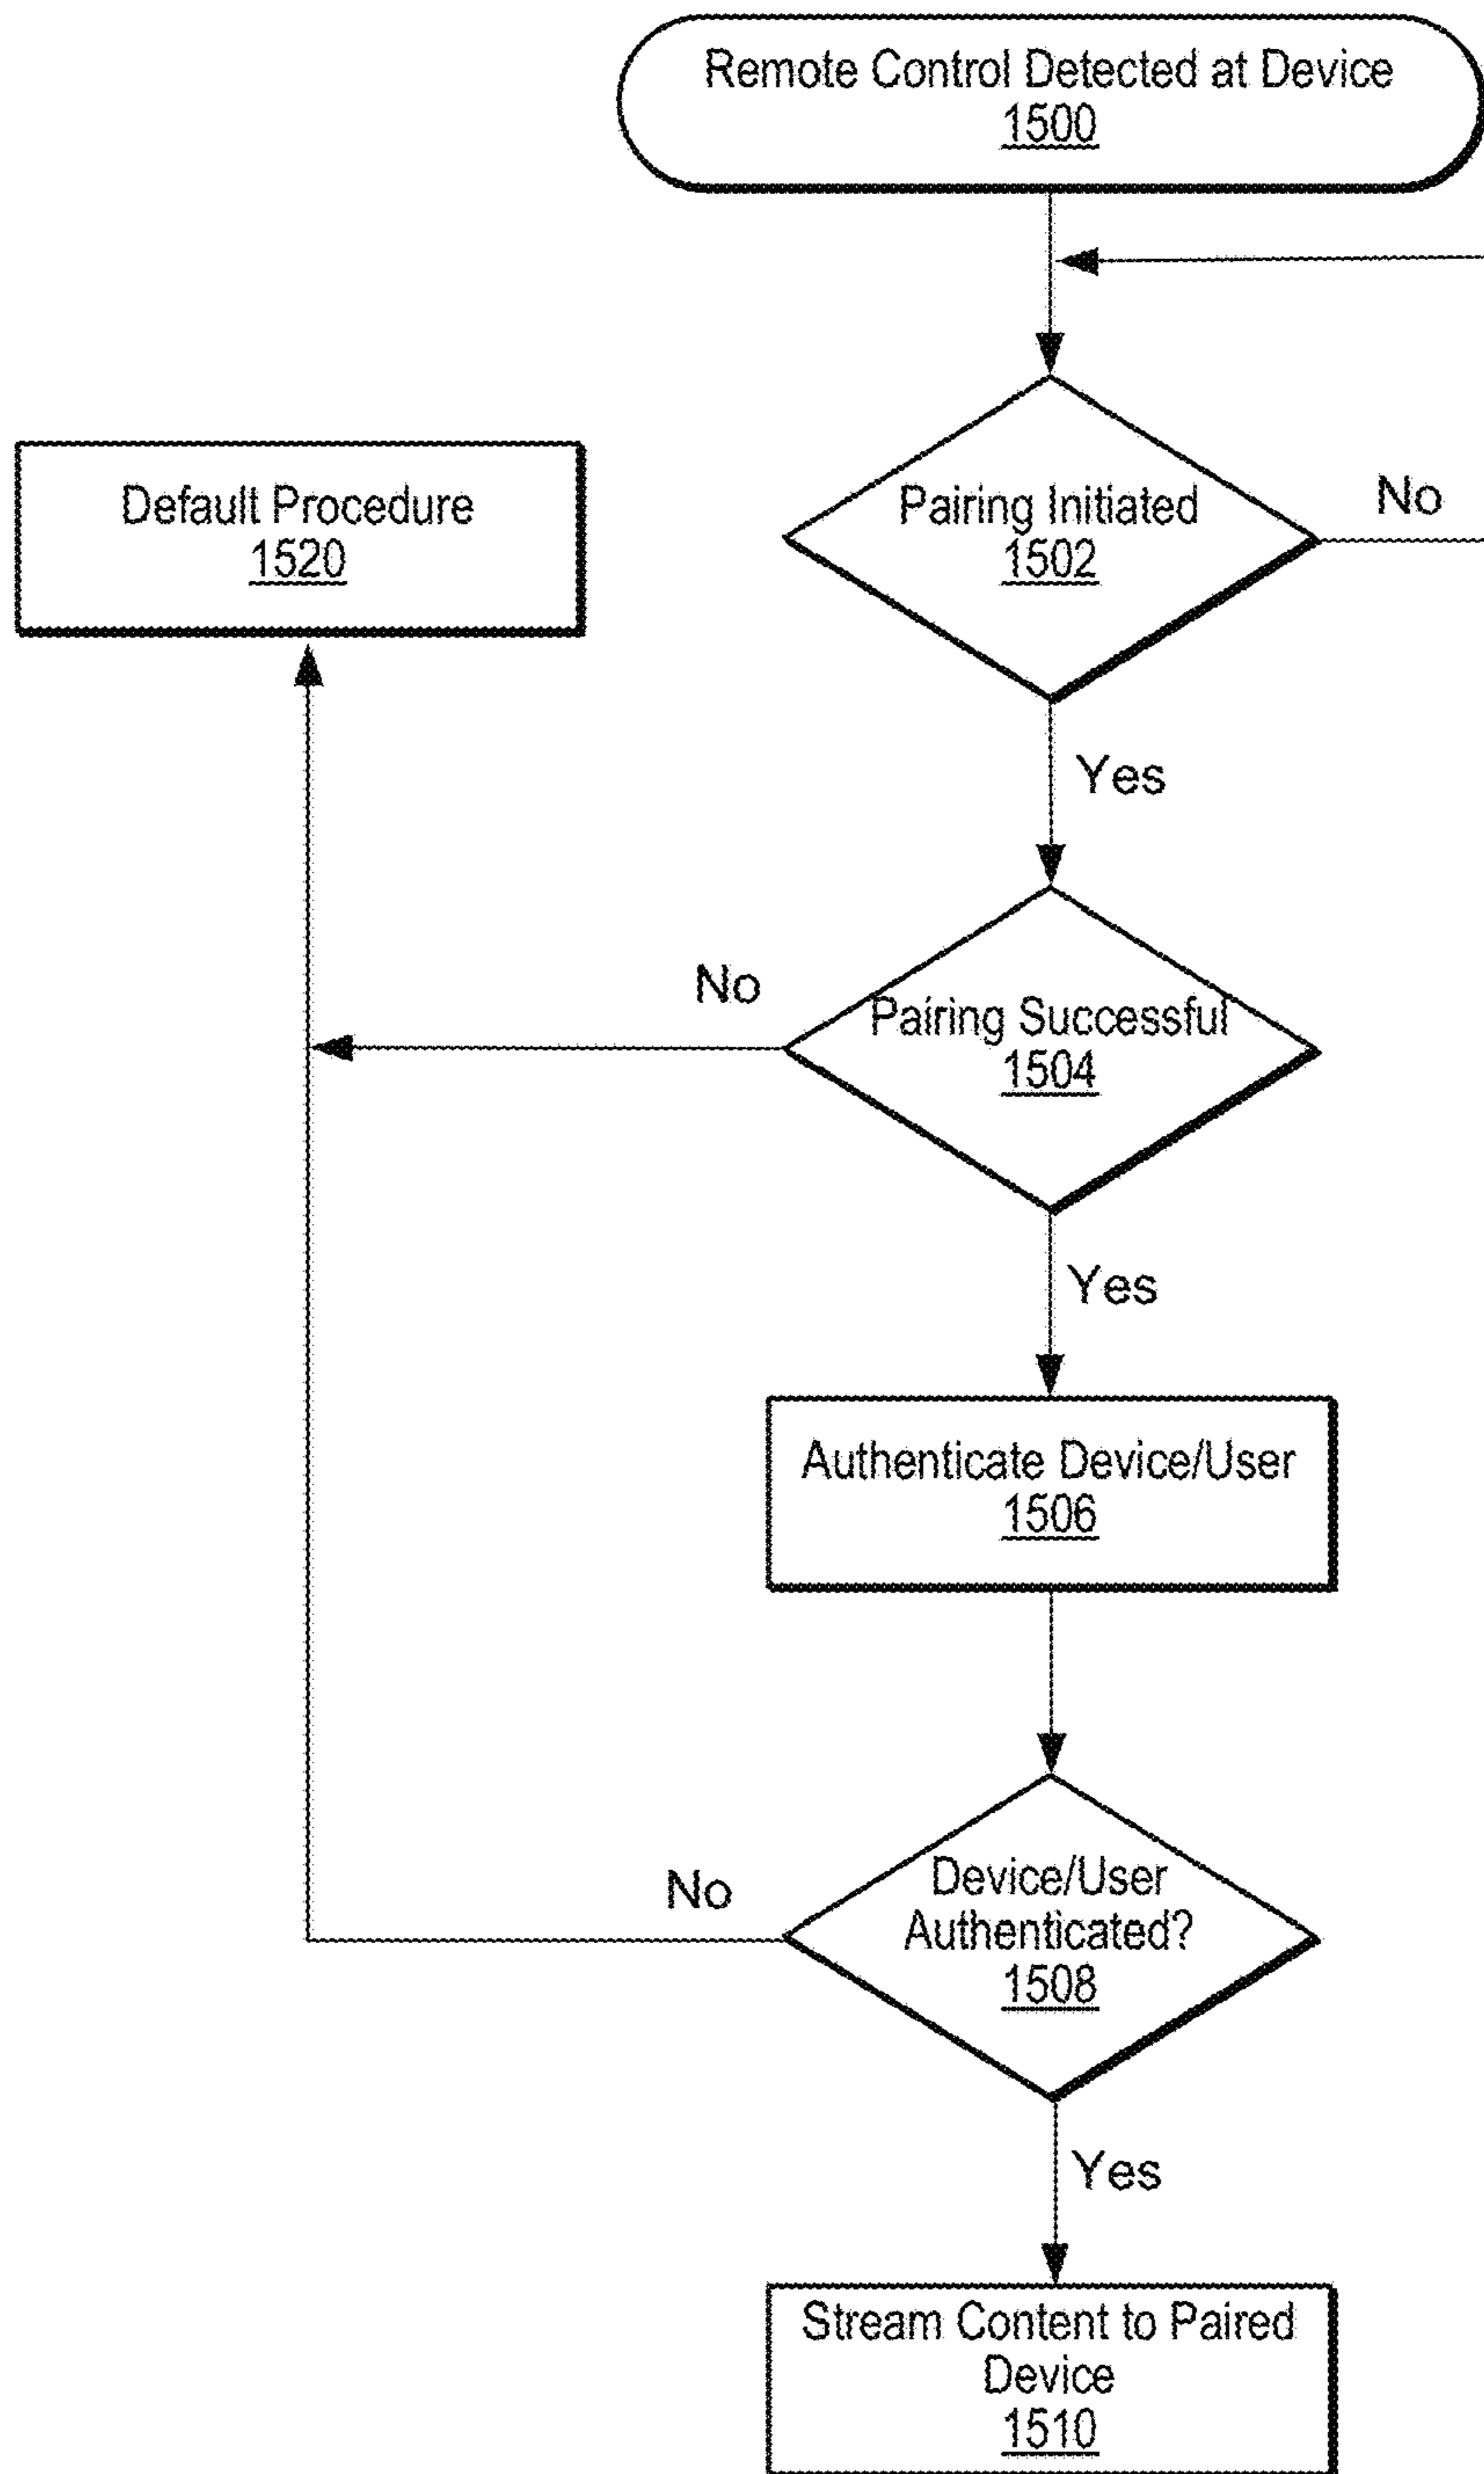 Remote Control Detected at Device
1500
Default Procedure
1520
Pairing Initiated
1502
No
Yes
No
Pairing Successful
1504
Yes
Authenticate Device/User
1506
No
Device/User
Authenticated?
1508
Yes
Stream Content to Paired
Device
1510